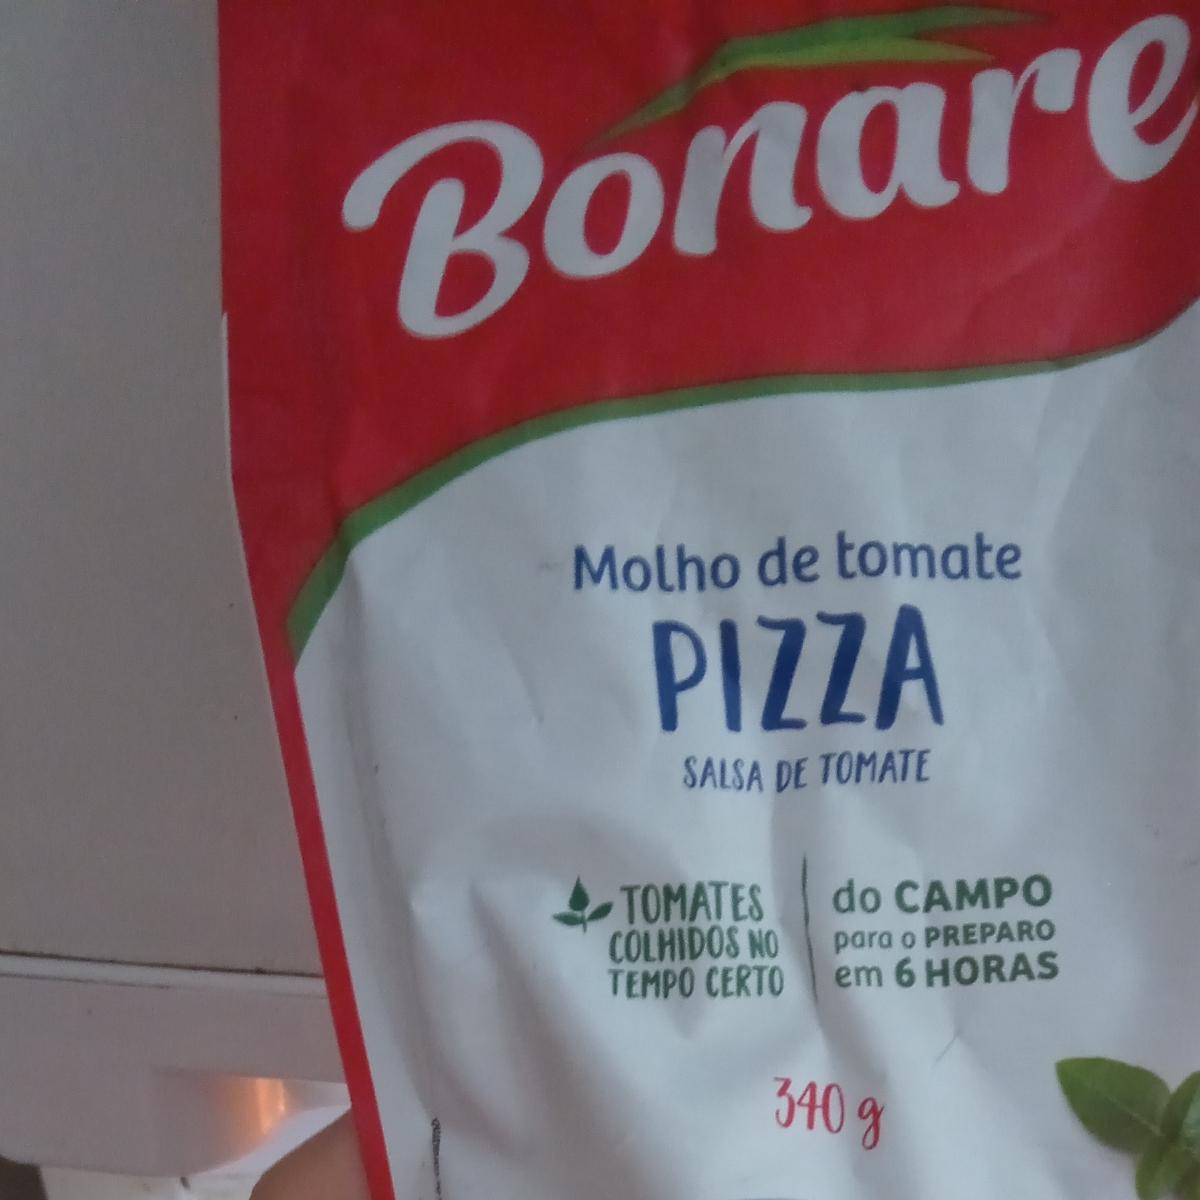 Bonare
Molho de tomate
PIZZA
SALSA DE TOMATE
TOMATES
COLHIDOS NO
TEMPO CERTO
do CAMPO
para o PREPARO
em 6 HORAS
340 g